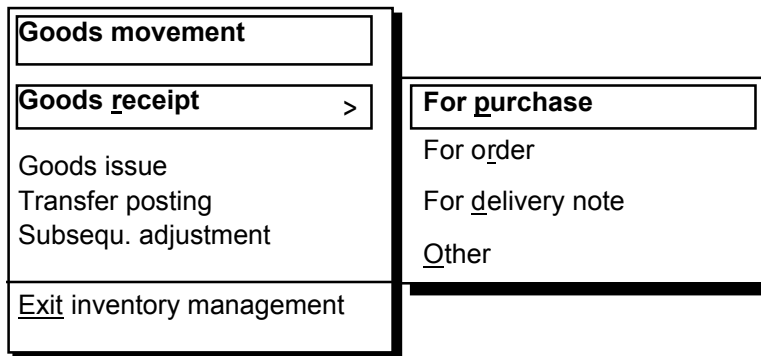 Goods movement
Goods receipt >
Goods issue
Transfer posting
Subsequ. adjustment
Exit inventory management
For purchase
For order
For delivery note
Other